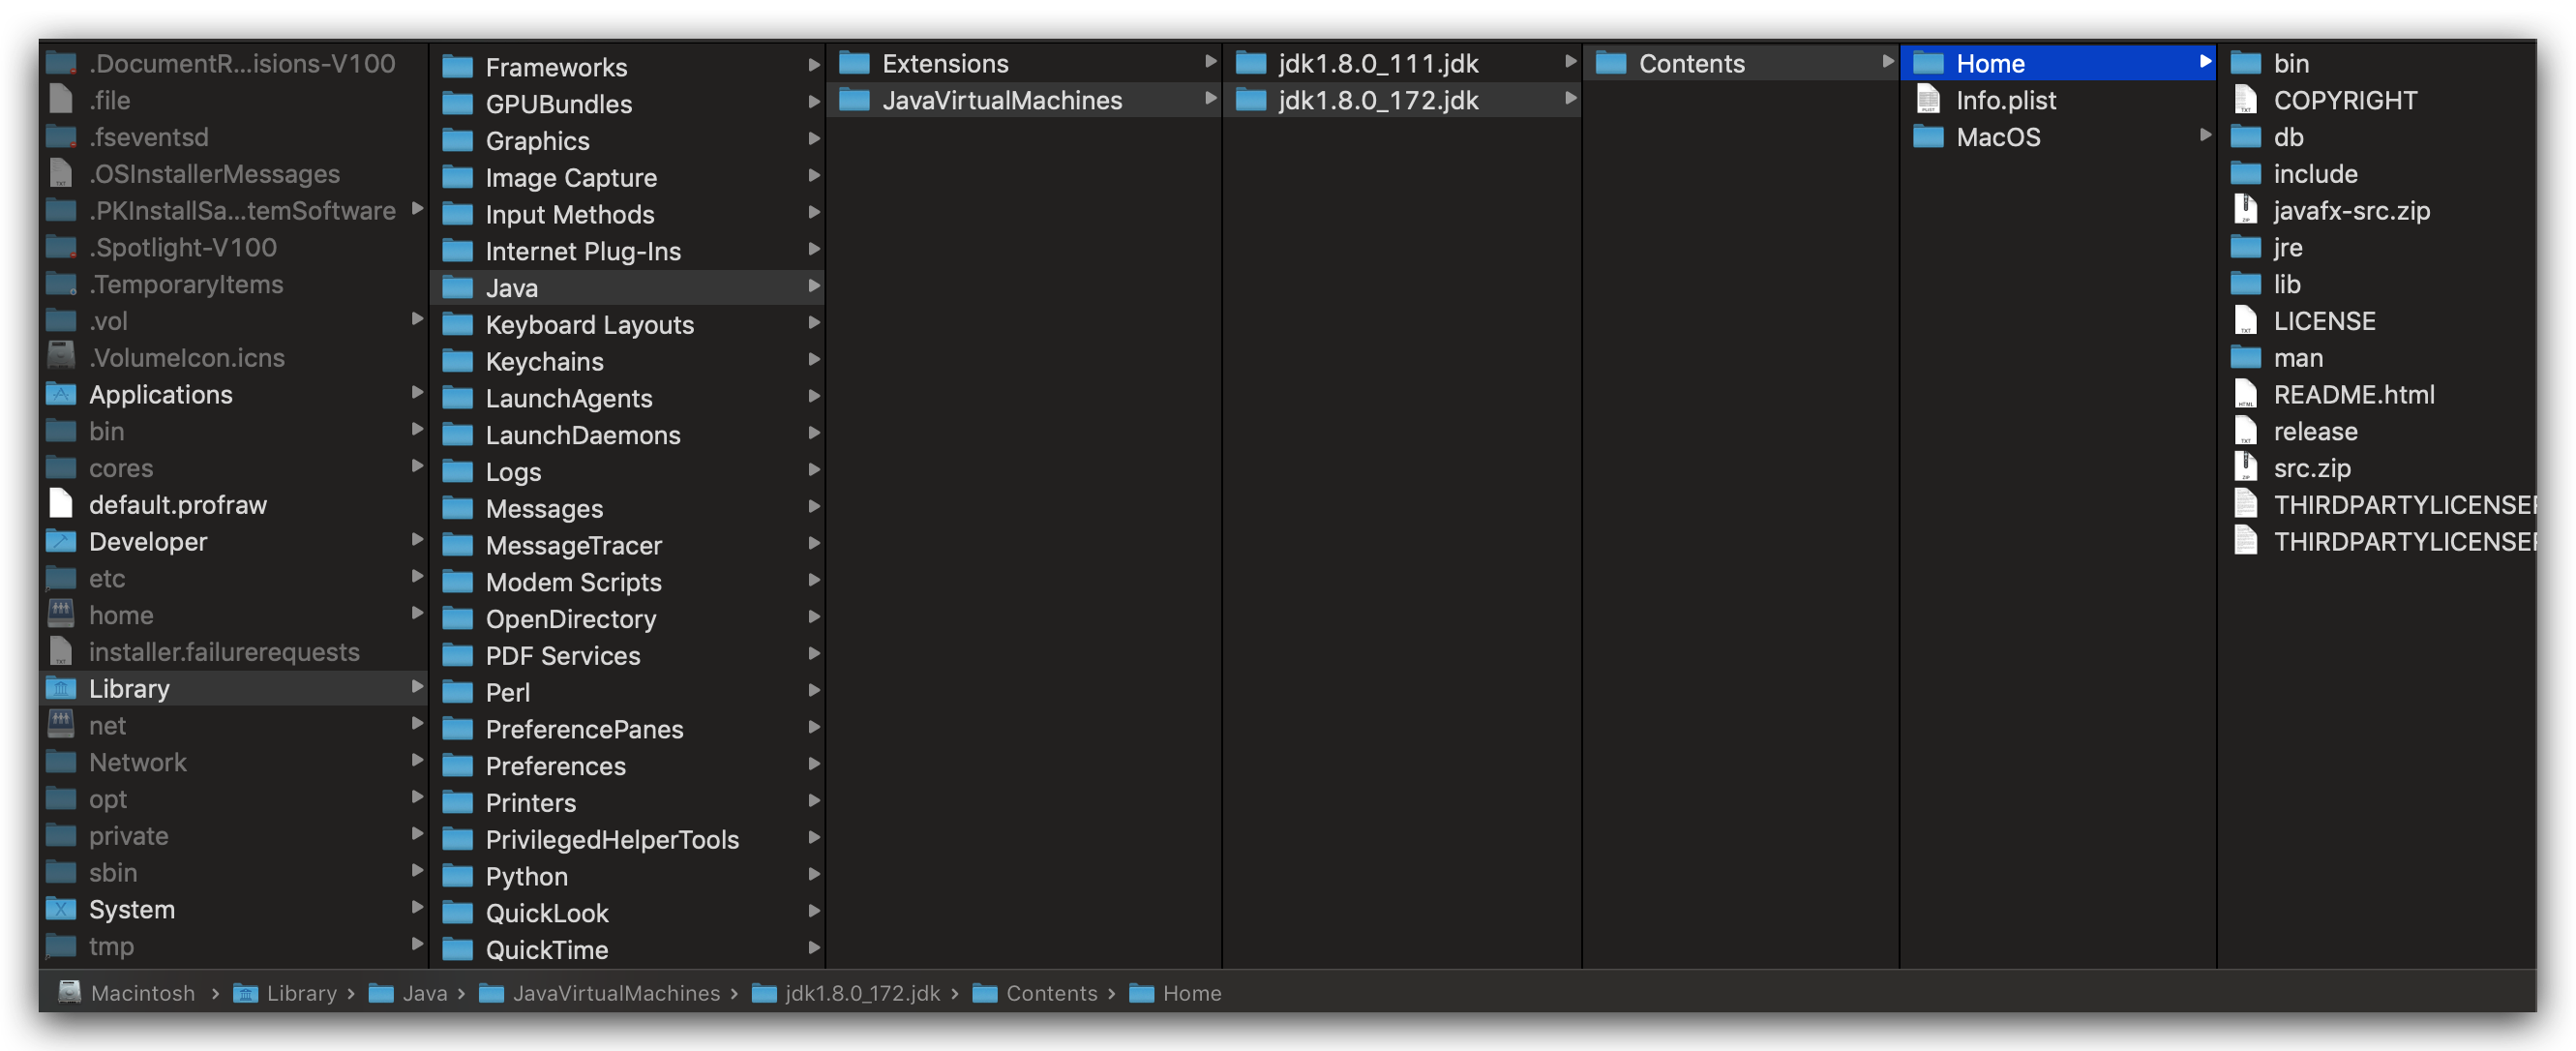 .DocumentR...isions-V100
.file
.fseventsd
.OSInstallerMessages
.PKInstallSa...temSoftware
.Spotlight-V100
.TemporaryItems
.vol
.VolumeIcon.icns
Applications
bin
cores
default.profraw
Developer
etc
home
installer.failurerequests
Library
net
Network
opt
private
sbin
System
tmp
Frameworks
GPUBundles
Graphics
Image Capture
Input Methods
Internet Plug-Ins
Java
Keyboard Layouts
Keychains
LaunchAgents
LaunchDaemons
Logs
Messages
MessageTracer
Modem Scripts
OpenDirectory
PDF Services
Perl
PreferencePanes
Preferences
Printers
PrivilegedHelperTools
Python
QuickLook
QuickTime
Extensions
JavaVirtualMachines
jdk1.8.0_111.jdk
jdk1.8.0_172.jdk
Contents
Home
Info.plist
MacOS
bin
COPYRIGHT
db
include
javafx-src.zip
jre
lib
LICENSE
man
README.html
release
src.zip
THIRDPARTYLICENSER
THIRDPARTYLICENSER
Macintosh › Library › Java › JavaVirtualMachines › jdk1.8.0_172.jdk › Contents › Home